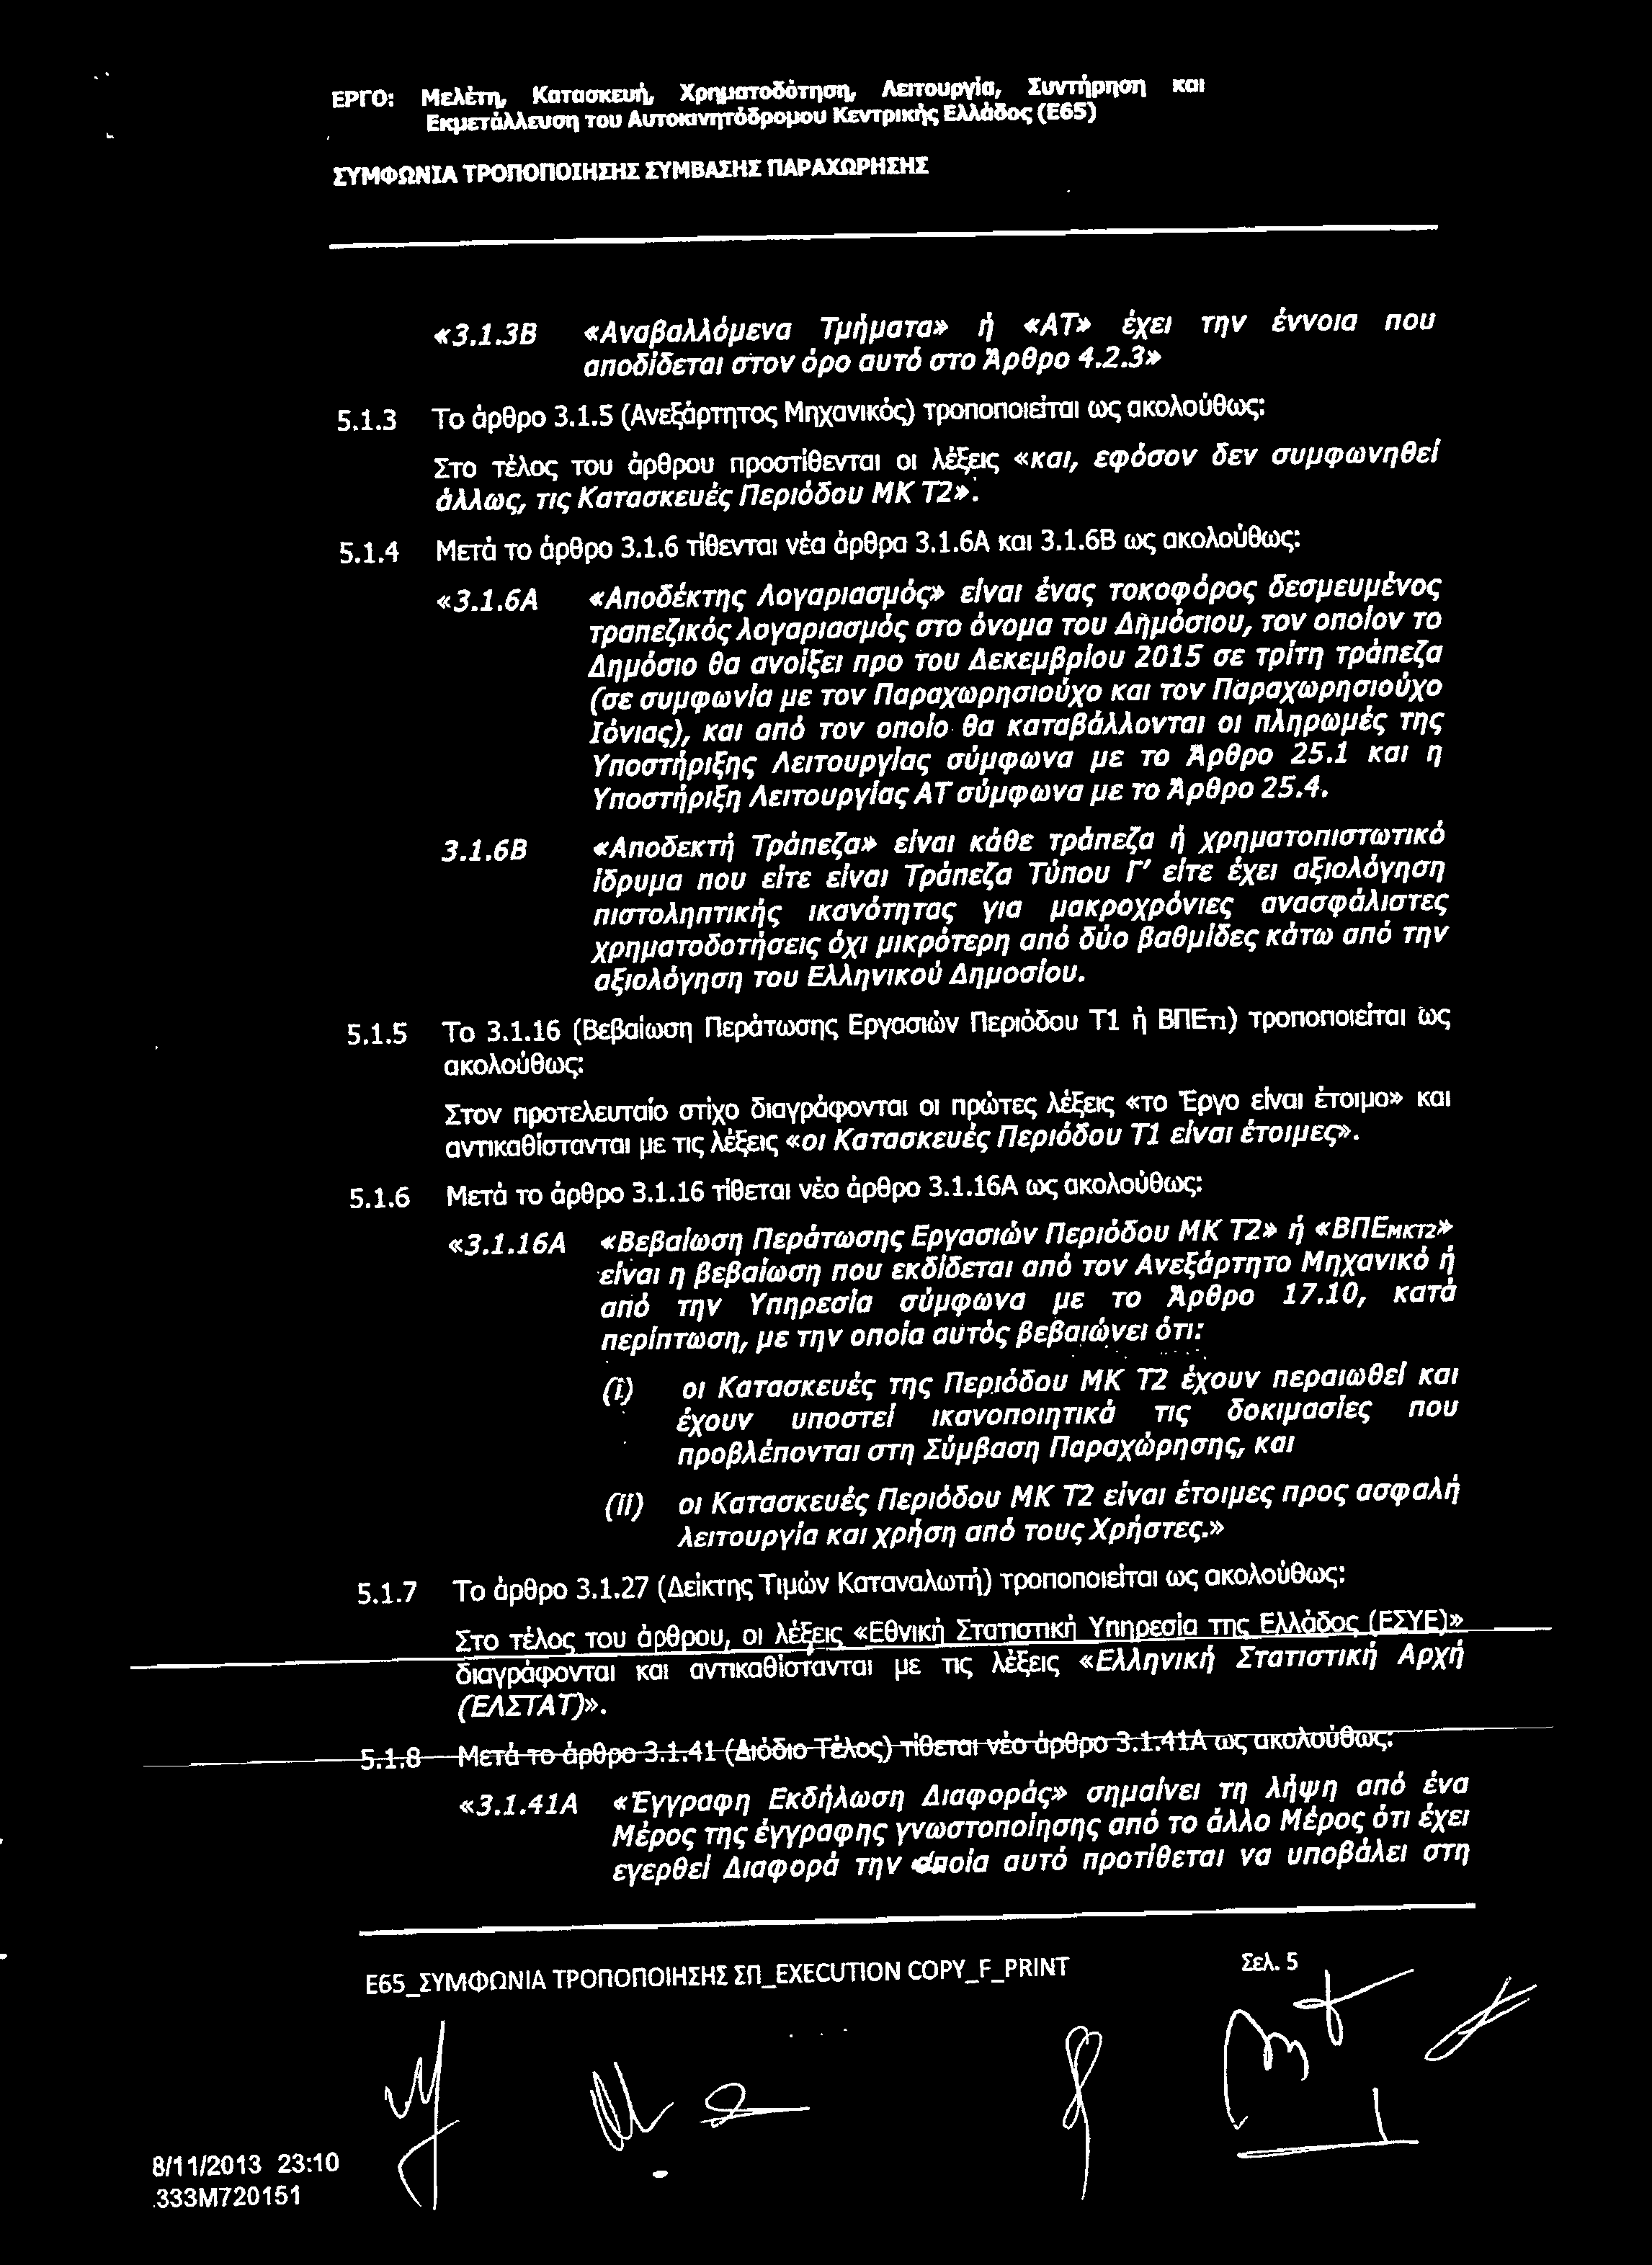 ΕΡΓΟ: Μελέτη, Κατασκευή, Χρηματοδότηση, Λειτουργία, Συντήρηση και
Εκμετάλλευση του Αυτοκινητόδρομου Κεντρικής Ελλάδος (Ε65)
ΣΥΜΦΩΝΙΑ ΤΡΟΠΟΠΟΙΗΣΗΣ ΣΥΜΒΑΣΗΣ ΠΑΡΑΧΩΡΗΣΗΣ
«3.1.3Β «Αναβαλλόμενα Τμήματα» ή «ΑΤ» έχει την έννοια που
αποδίδεται στον όρο αυτό στο Άρθρο 4.2.3»
5.1.3 Το άρθρο 3.1.5 (Ανεξάρτητος Μηχανικός) τροποποιείται ως ακολούθως:
Στο τέλος του άρθρου προστίθενται οι λέξεις «και, εφόσον δεν συμφωνηθεί
άλλως, τις Κατασκευές Περιόδου ΜΚ Τ2».
5.1.4 Μετά το άρθρο 3.1.6 τίθενται νέα άρθρα 3.1.6Α και 3.1.6Β ως ακολούθως:
«3.1.6Α «Αποδέκτης Λογαριασμός» είναι ένας τοκοφόρος δεσμευμένος
τραπεζικός λογαριασμός στο όνομα του Δημόσιου, τον οποίον το
Δημόσιο θα ανοίξει προ του Δεκεμβρίου 2015 σε τρίτη τράπεζα
(σε συμφωνία με τον Παραχωρησιούχο και τον Παραχωρησιούχο
Ιόνιας), και από τον οποίο θα καταβάλλονται οι πληρωμές της
Υποστήριξης Λειτουργίας σύμφωνα με το Άρθρο 25.1 και η
Υποστήριξη Λειτουργίας ΑΤ σύμφωνα με το Άρθρο 25.4.
3.1.6Β «Αποδεκτή Τράπεζα» είναι κάθε τράπεζα ή χρηματοπιστωτικό
ίδρυμα που είτε είναι Τράπεζα Τύπου Γ' είτε έχει αξιολόγηση
πιστοληπτικής ικανότητας για μακροχρόνιες ανασφάλιστες
χρηματοδοτήσεις όχι μικρότερη από δύο βαθμίδες κάτω από την
αξιολόγηση του Ελληνικού Δημοσίου.
5.1.5 Το 3.1.16 (Βεβαίωση Περάτωσης Εργασιών Περιόδου Τ1 ή ΒΠΕΤ1) τροποποιείται ως
ακολούθως:
Στον προτελευταίο στίχο διαγράφονται οι πρώτες λέξεις «το Έργο είναι έτοιμο» και
αντικαθίστανται με τις λέξεις «οι Κατασκευές Περιόδου Τ1 είναι έτοιμες».
5.1.6 Μετά το άρθρο 3.1.16 τίθεται νέο άρθρο 3.1.16Α ως ακολούθως:
«3.1.16Α «Βεβαίωση Περάτωσης Εργασιών Περιόδου ΜΚ Τ2» ή «ΒΠΕΜΚΤ2»
είναι η βεβαίωση που εκδίδεται από τον Ανεξάρτητο Μηχανικό ή
από την Υπηρεσία σύμφωνα με το Άρθρο 17.10, κατά
περίπτωση, με την οποία αυτός βεβαιώνει ότι:
(i) οι Κατασκευές της Περιόδου ΜΚ Τ2 έχουν περαιωθεί και
έχουν υποστεί ικανοποιητικά τις δοκιμασίες που
προβλέπονται στη Σύμβαση Παραχώρησης, και
(ii) οι Κατασκευές Περιόδου ΜΚ Τ2 είναι έτοιμες προς ασφαλή
λειτουργία και χρήση από τους Χρήστες.»
5.1.7 Το άρθρο 3.1.27 (Δείκτης Τιμών Καταναλωτή) τροποποιείται ως ακολούθως:
Στο τέλος του άρθρου, οι λέξεις «Εθνική Στατιστική Υπηρεσία της Ελλάδος (ΕΣΥΕ)»
διαγράφονται και αντικαθίστανται με τις λέξεις «Ελληνική Στατιστική Αρχή
(ΕΛΣΤΑΤ)».
5.1.8 Μετά το άρθρο 3.1.41 (Διόδιο Τέλος) τίθεται νέο άρθρο 3.1.41Α ως ακολούθως:
«3.1.41Α «Έγγραφη Εκδήλωση Διαφοράς» σημαίνει τη λήψη από ένα
Μέρος της έγγραφης γνωστοποίησης από το άλλο Μέρος ότι έχει
εγερθεί Διαφορά την οποία αυτό προτίθεται να υποβάλει στη
Ε65_ΣΥΜΦΩΝΙΑ ΤΡΟΠΟΠΟΙΗΣΗΣ ΣΠ_EXECUTION COPY_F_PRINT Σελ. 5
8/11/2013 23:10
.333M720151